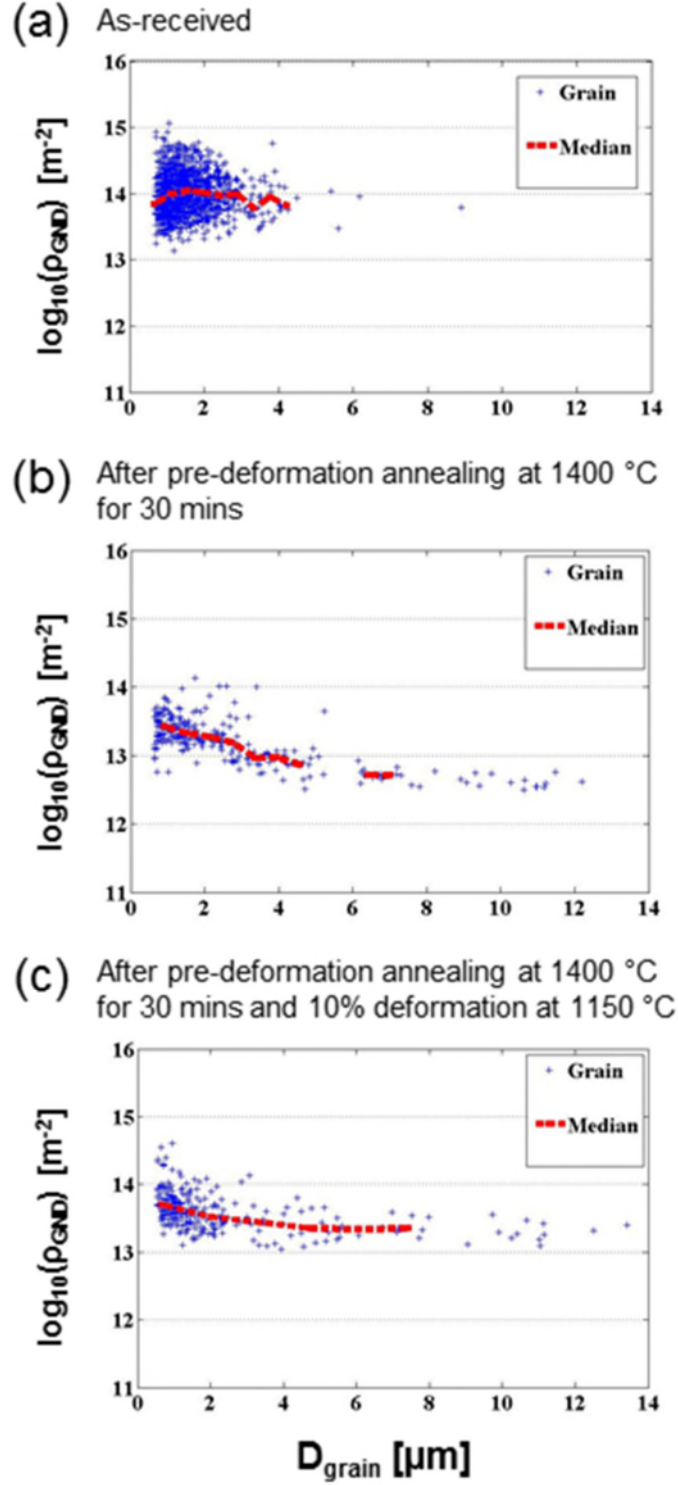 (a) As-received
16
15
14
13
12
11
0 2 4 6 8 10 12 14
log₁₀(ρGND) [m⁻²]
Grain
Median
(b) After pre-deformation annealing at 1400 °C
for 30 mins
16
15
14
13
12
11
0 2 4 6 8 10 12 14
log₁₀(ρGND) [m⁻²]
Grain
Median
(c) After pre-deformation annealing at 1400 °C
for 30 mins and 10% deformation at 1150 °C
16
15
14
13
12
11
0 2 4 6 8 10 12 14
log₁₀(ρGND) [m⁻²]
Grain
Median
Dgrain [µm]